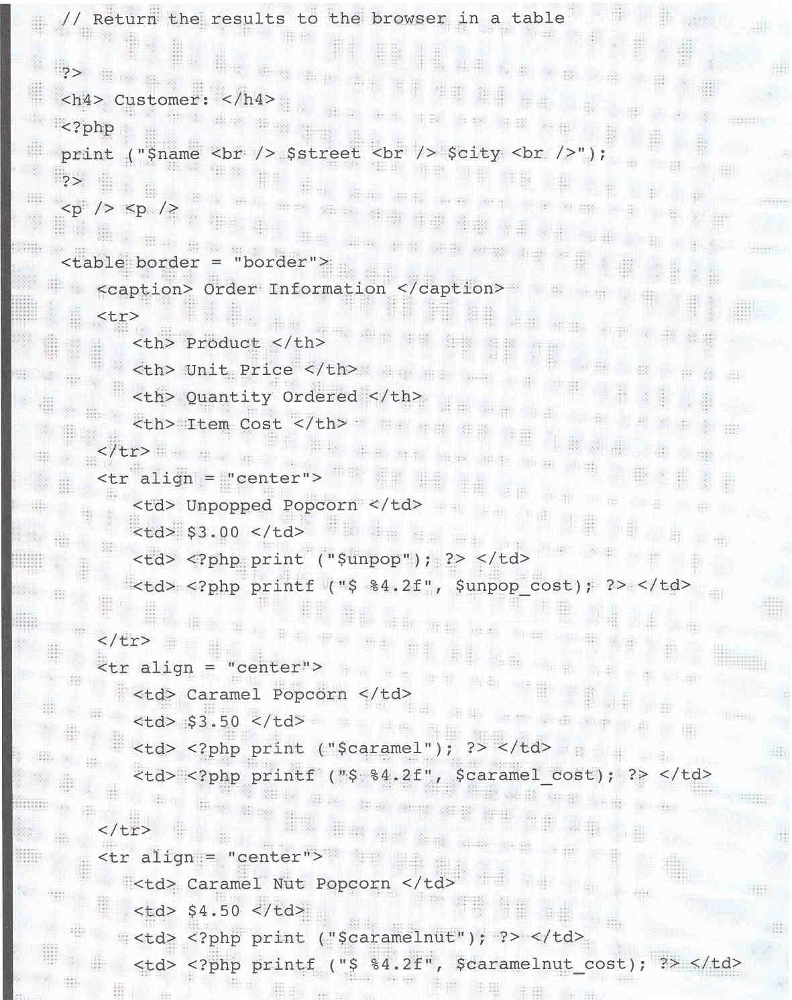 // Return the results to the browser in a table
?>
<h4> Customer: </h4>
<?php
print ("$name <br /> $street <br /> $city <br />");
?>
<p /> <p />
<table border = "border">
<caption> Order Information </caption>
<tr>
<th> Product </th>
<th> Unit Price </th>
<th> Quantity Ordered </th>
<th> Item Cost </th>
</tr>
<tr align = "center">
<td> Unpopped Popcorn </td>
<td> $3.00 </td>
<td> <?php print ("$unpop"); ?> </td>
<td> <?php printf ("$ %4.2f", $unpop_cost); ?> </td>
</tr>
<tr align = "center">
<td> Caramel Popcorn </td>
<td> $3.50 </td>
<td> <?php print ("$caramel"); ?> </td>
<td> <?php printf ("$ %4.2f", $caramel_cost); ?> </td>
</tr>
<tr align = "center">
<td> Caramel Nut Popcorn </td>
<td> $4.50 </td>
<td> <?php print ("$caramelnut"); ?> </td>
<td> <?php printf ("$ %4.2f", $caramelnut_cost); ?> </td>